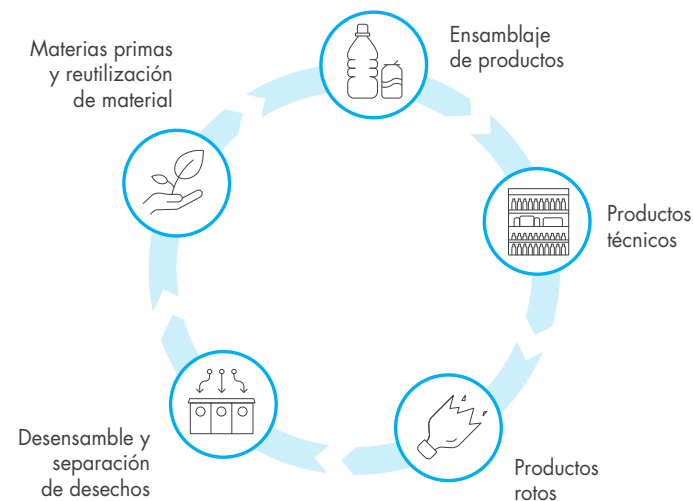 Materias primas
y reutilización
de material
Ensamblaje
de productos
Productos
técnicos
Productos
rotos
Desensamble y
separación
de desechos